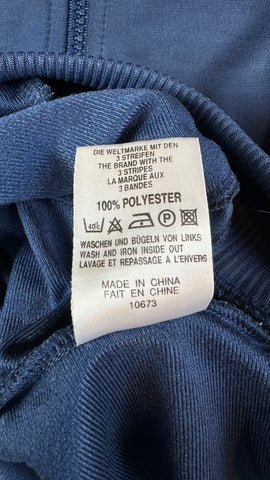 DIE WELTMARKE MIT DEN
3 STREIFEN
THE BRAND WITH THE
3 STRIPES
LA MARQUE AUX
3 BANDES
100% POLYESTER
40°C P
WASCHEN UND BÜGELN VON LINKS
WASH AND IRON INSIDE OUT
LAVAGE ET REPASSAGE A L'ENVERS
MADE IN CHINA
FAIT EN CHINE
10673